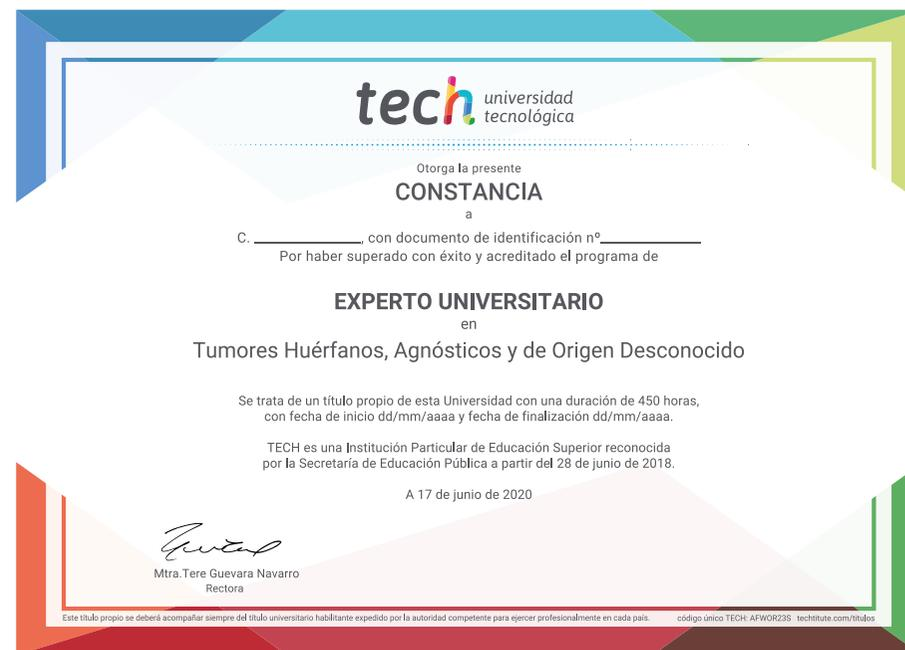 tech universidad
tecnológica
Otorga la presente
CONSTANCIA
a
C. ____________, con documento de identificación nº____________
Por haber superado con éxito y acreditado el programa de
EXPERTO UNIVERSITARIO
en
Tumores Huérfanos, Agnósticos y de Origen Desconocido
Se trata de un título propio de esta Universidad con una duración de 450 horas,
con fecha de inicio dd/mm/aaaa y fecha de finalización dd/mm/aaaa.
TECH es una Institución Particular de Educación Superior reconocida
por la Secretaría de Educación Pública a partir del 28 de junio de 2018.
A 17 de junio de 2020
Mtra.Tere Guevara Navarro
Rectora
Este título propio se deberá acompañar siempre del título universitario habilitante expedido por la autoridad competente para ejercer profesionalmente en cada país. código único TECH: AFWOR23S techtitute.com/titulos